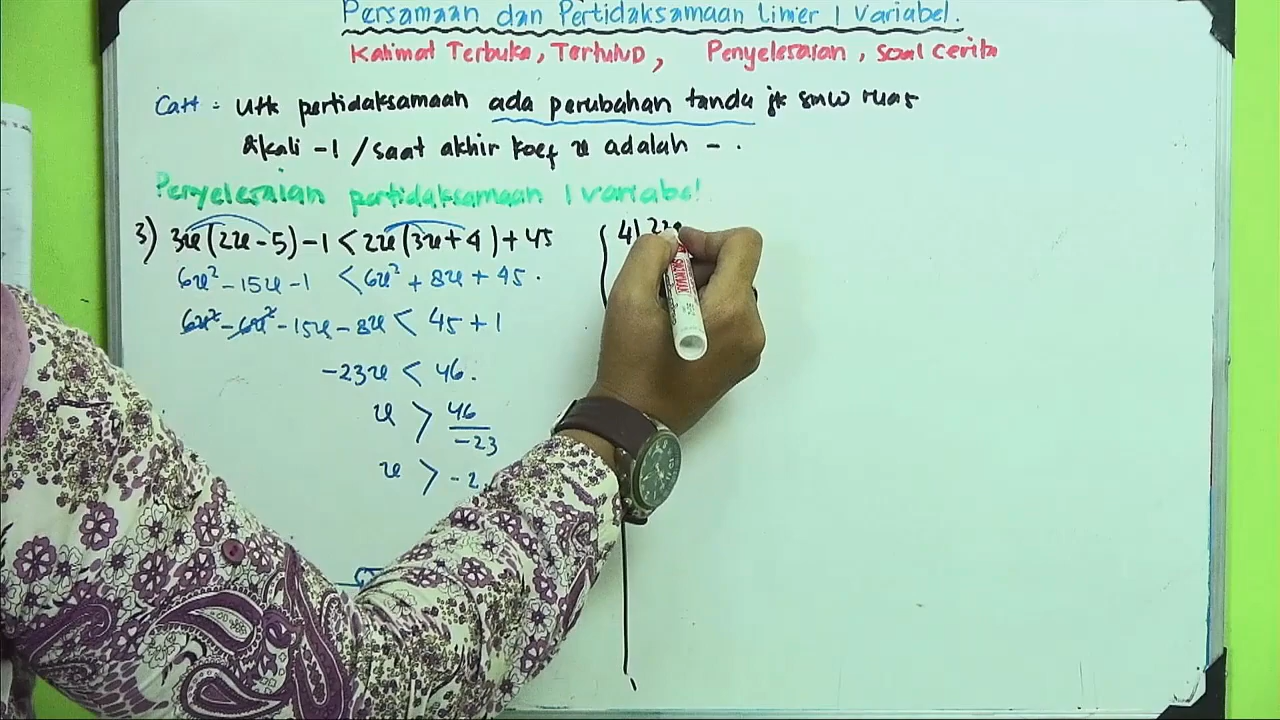 Persamaan dan Pertidaksamaan Linier 1 Variabel.
Kalimat Terbuka, Tertutup, Penyelesaian, Soal cerita
Catt : Utk pertidaksamaan ada perubahan tanda jk smw ruas
dkali -1 / saat akhir koef x adalah - .
Penyelesaian pertidaksamaan 1 variabel
3) 3x(2x-5)-1 < 2x(3x+4)+45
6x² - 15x - 1 < 6x² + 8x + 45 .
6x² - 6x² - 15x - 8x < 45 + 1
-23x < 46 .
x > 46/-23
x > -2
4)